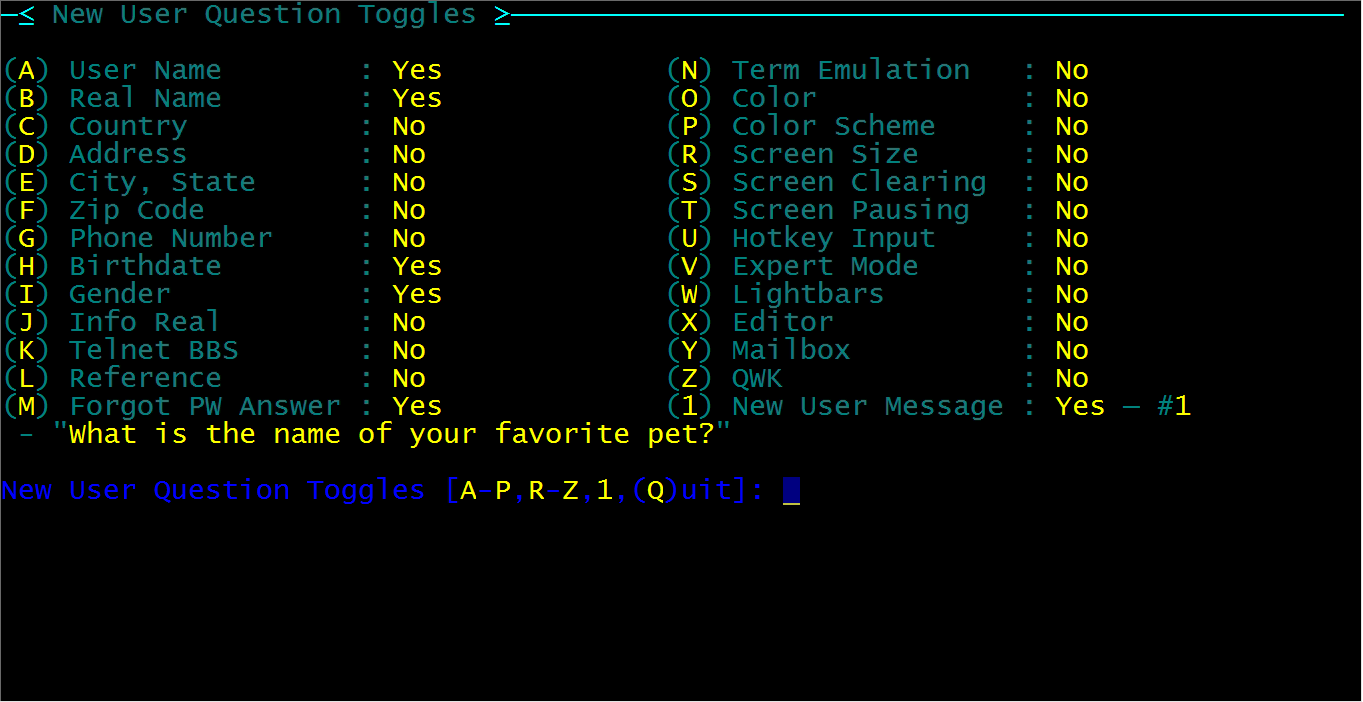 < New User Question Toggles >
(A) User Name : Yes (N) Term Emulation : No
(B) Real Name : Yes (O) Color : No
(C) Country : No (P) Color Scheme : No
(D) Address : No (R) Screen Size : No
(E) City, State : No (S) Screen Clearing : No
(F) Zip Code : No (T) Screen Pausing : No
(G) Phone Number : No (U) Hotkey Input : No
(H) Birthdate : Yes (V) Expert Mode : No
(I) Gender : Yes (W) Lightbars : No
(J) Info Real : No (X) Editor : No
(K) Telnet BBS : No (Y) Mailbox : No
(L) Reference : No (Z) QWK : No
(M) Forgot PW Answer : Yes (1) New User Message : Yes – #1
- "What is the name of your favorite pet?"
New User Question Toggles [A-P,R-Z,1,(Q)uit]: